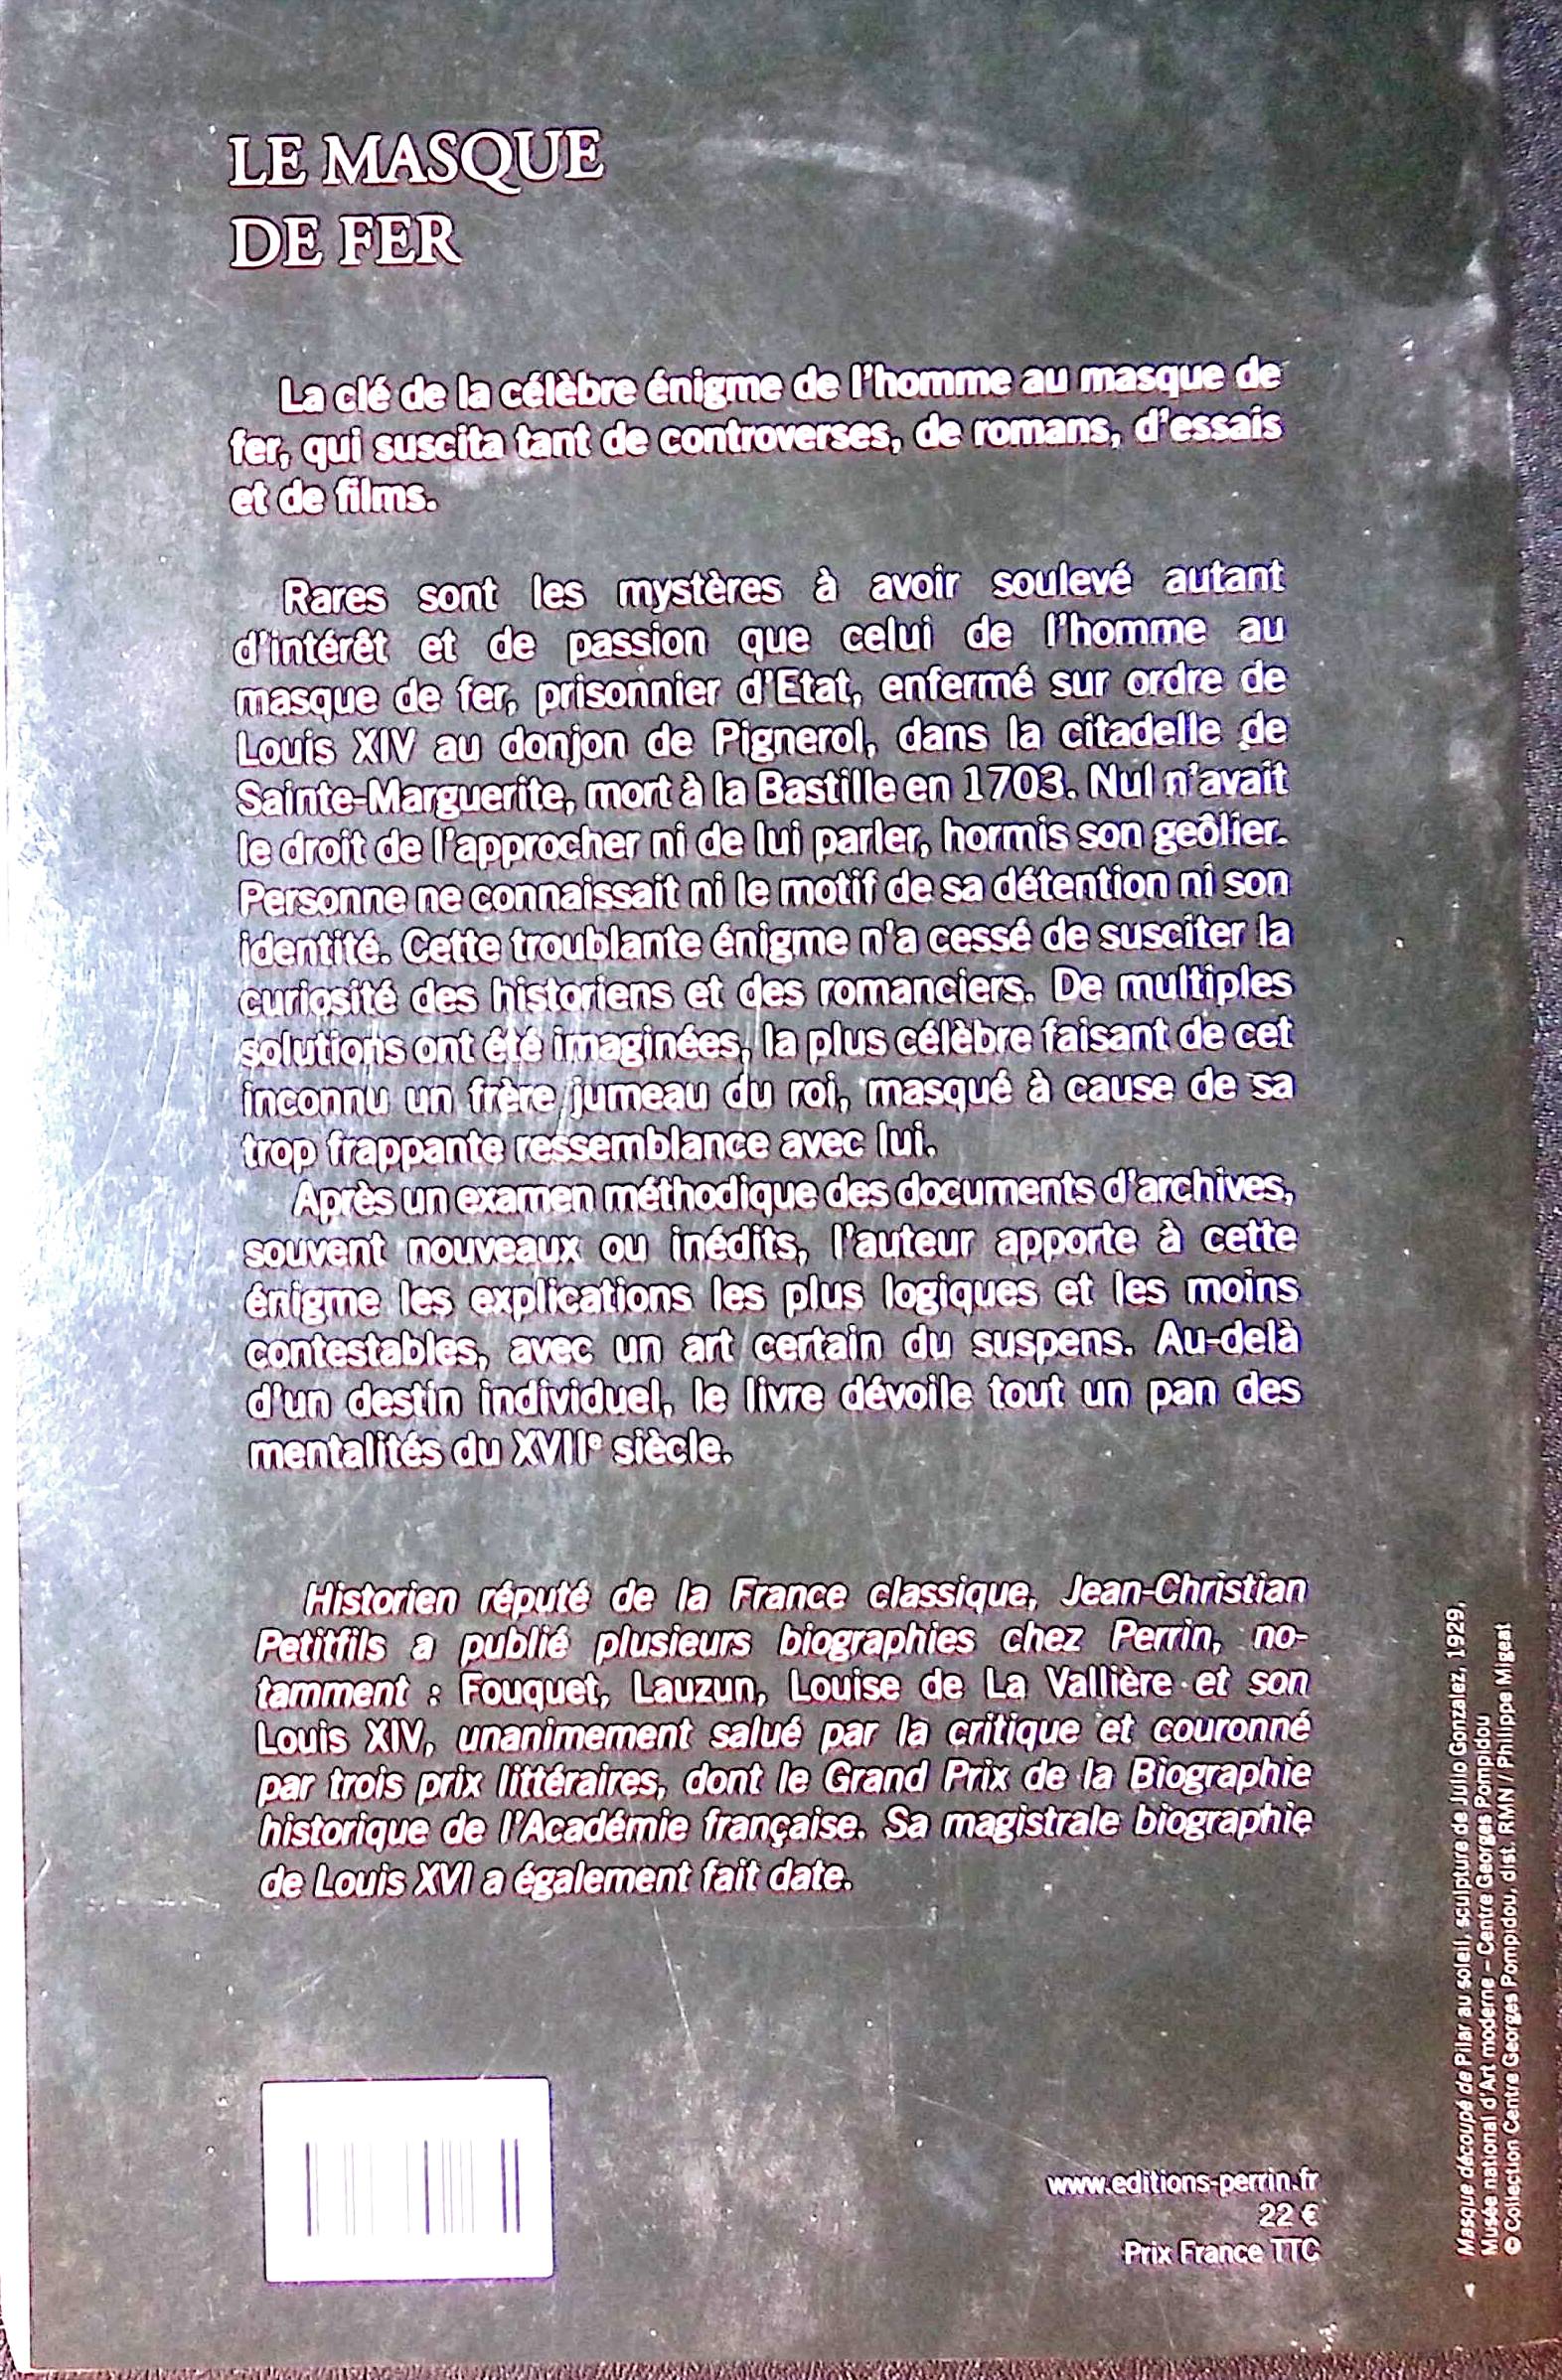 LE MASQUE
DE FER
La clé de la célèbre énigme de l'homme au masque de
fer, qui suscita tant de controverses, de romans, d'essais
et de films.
Rares sont les mystères à avoir soulevé autant
d'intérêt et de passion que celui de l'homme au
masque de fer, prisonnier d'Etat, enfermé sur ordre de
Louis XIV au donjon de Pignerol, dans la citadelle de
Sainte-Marguerite, mort à la Bastille en 1703. Nul n'avait
le droit de l'approcher ni de lui parler, hormis son geôlier.
Personne ne connaissait ni le motif de sa détention ni son
identité. Cette troublante énigme n'a cessé de susciter la
curiosité des historiens et des romanciers. De multiples
solutions ont été imaginées, la plus célèbre faisant de cet
inconnu un frère jumeau du roi, masqué à cause de sa
trop frappante ressemblance avec lui.
Après un examen méthodique des documents d'archives,
souvent nouveaux ou inédits, l'auteur apporte à cette
énigme les explications les plus logiques et les moins
contestables, avec un art certain du suspens. Au-delà
d'un destin individuel, le livre dévoile tout un pan des
mentalités du XVIIe siècle.
Historien réputé de la France classique, Jean-Christian
Petitfils a publié plusieurs biographies chez Perrin, no-
tamment : Fouquet, Lauzun, Louise de La Vallière et son
Louis XIV, unanimement salué par la critique et couronné
par trois prix littéraires, dont le Grand Prix de la Biographie
historique de l'Académie française. Sa magistrale biographie
de Louis XVI a également fait date.
www.editions-perrin.fr
22 €
Prix France TTC
Masque découpé de Pilar au soleil, sculpture de Julio Gonzalez, 1929,
Musée national d'Art moderne – Centre Georges Pompidou
© Collection Centre Georges Pompidou, dist. RMN / Philippe Migeat